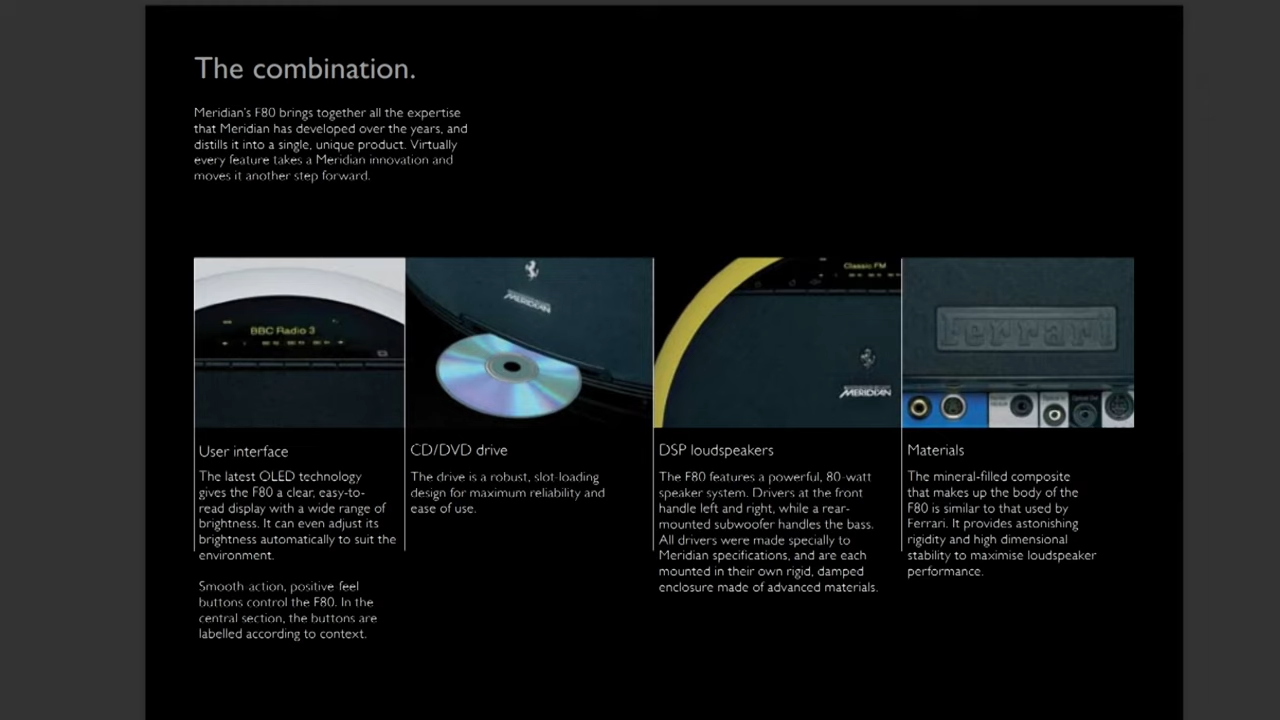 The combination.
Meridian's F80 brings together all the expertise
that Meridian has developed over the years, and
distills it into a single, unique product. Virtually
every feature takes a Meridian innovation and
moves it another step forward.
BBC Radio 3
MERIDIAN
Classic FM
MERIDIAN
Ferrari
User interface
The latest OLED technology
gives the F80 a clear, easy-to-
read display with a wide range of
brightness. It can even adjust its
brightness automatically to suit the
environment.
Smooth action, positive feel
buttons control the F80. In the
central section, the buttons are
labelled according to context.
CD/DVD drive
The drive is a robust, slot-loading
design for maximum reliability and
ease of use.
DSP loudspeakers
The F80 features a powerful, 80-watt
speaker system. Drivers at the front
handle left and right, while a rear-
mounted subwoofer handles the bass.
All drivers were made specially to
Meridian specifications, and are each
mounted in their own rigid, damped
enclosure made of advanced materials.
Materials
The mineral-filled composite
that makes up the body of the
F80 is similar to that used by
Ferrari. It provides astonishing
rigidity and high dimensional
stability to maximise loudspeaker
performance.